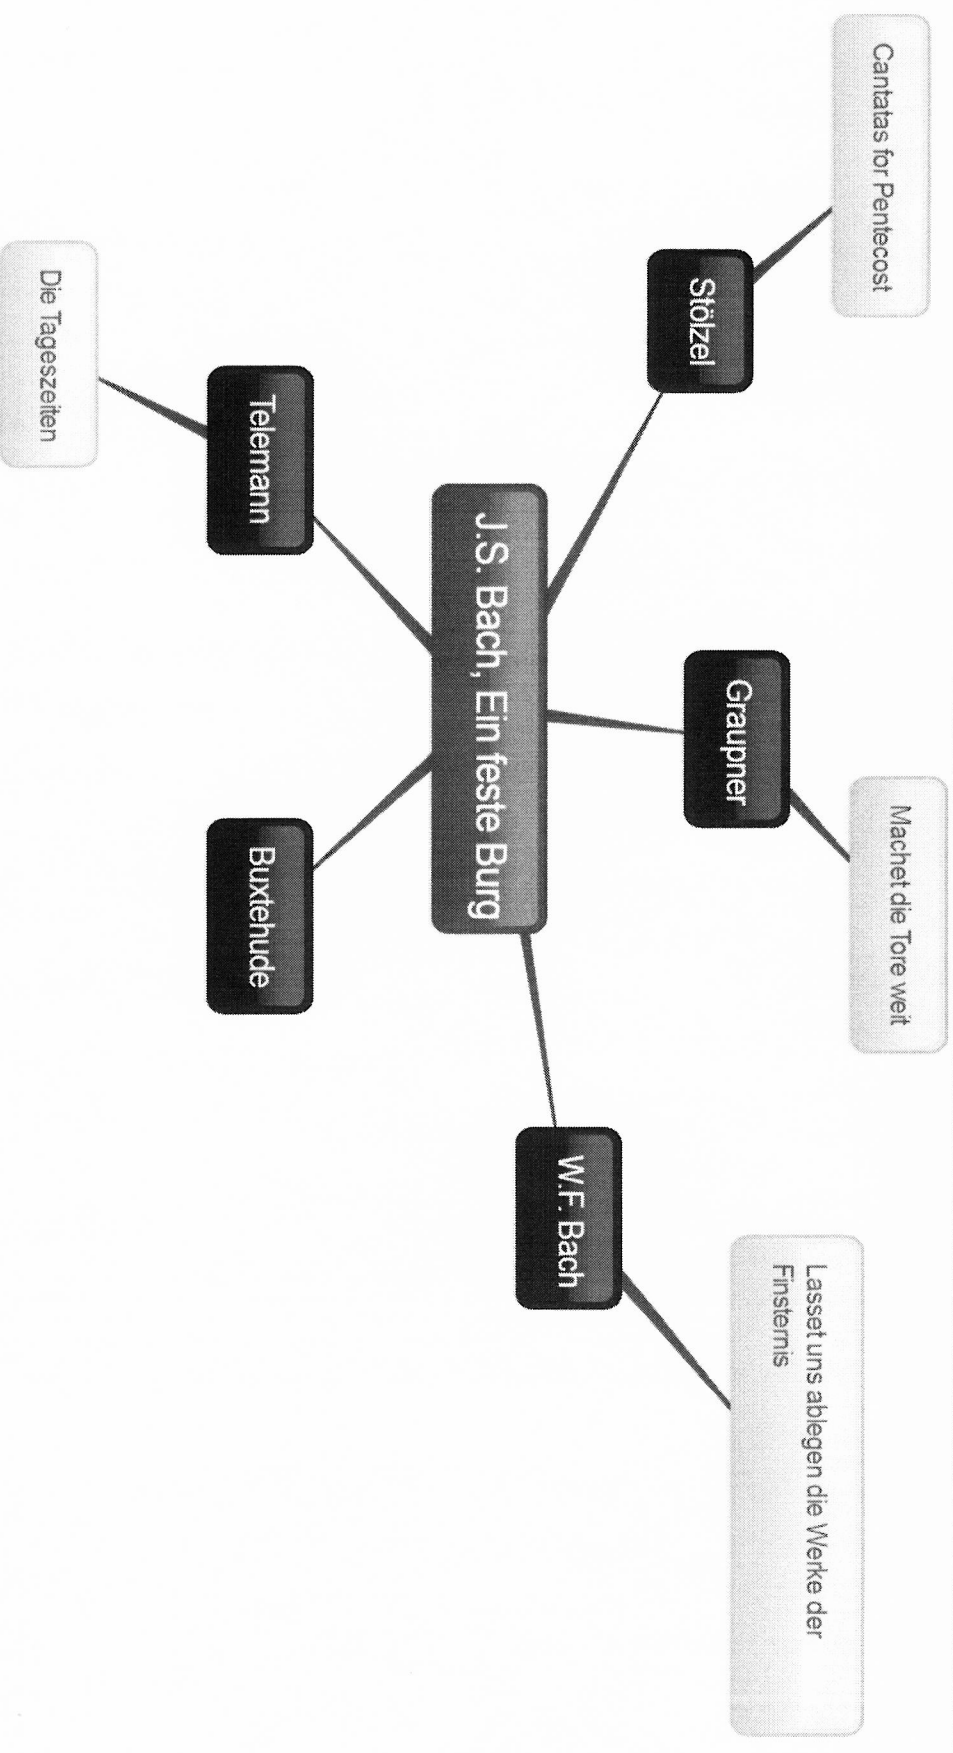 Cantatas for Pentecost
Machet die Tore weit
Lasset uns ablegen die Werke der
Finsternis
Stölzel
Graupner
W.F. Bach
J.S. Bach, Ein feste Burg
Telemann
Buxtehude
Die Tageszeiten